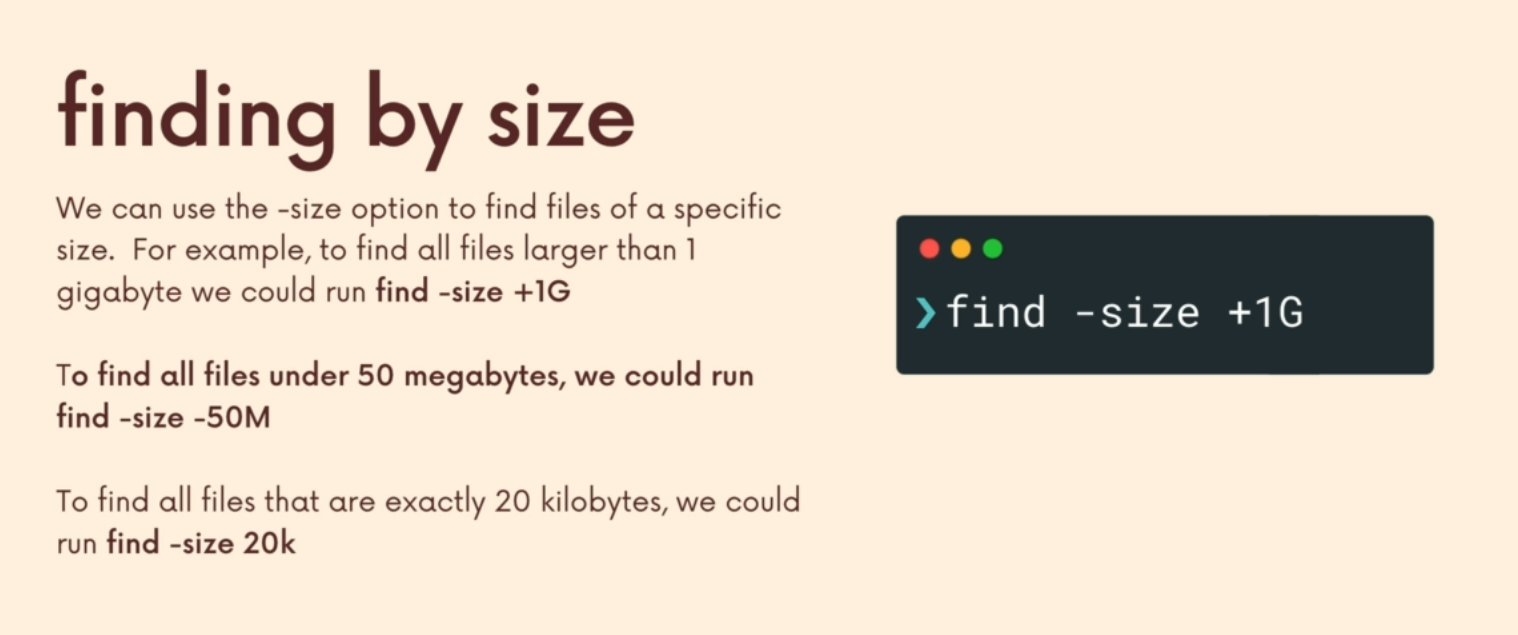 finding by size
We can use the -size option to find files of a specific
size.  For example, to find all files larger than 1
gigabyte we could run find -size +1G
To find all files under 50 megabytes, we could run
find -size -50M
To find all files that are exactly 20 kilobytes, we could
run find -size 20k
❯find -size +1G